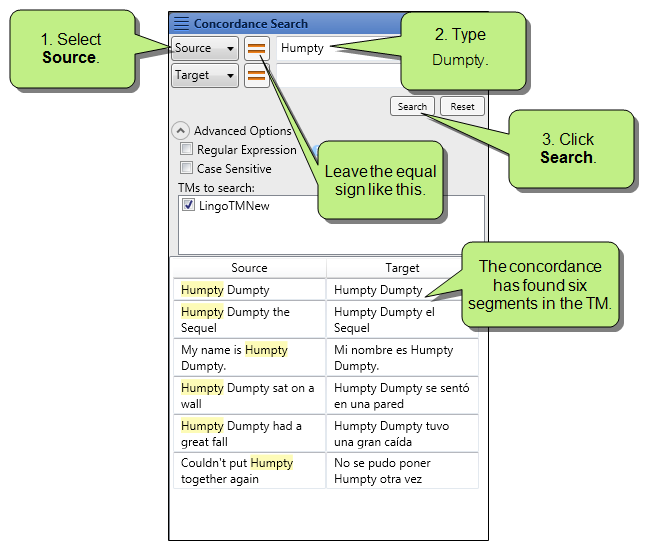 Concordance Search
1. Select
Source.
Source
Humpty
2. Type
Dumpty.
Target
Search
Reset
Advanced Options
Regular Expression
Case Sensitive
3. Click
Search.
Leave the equal
sign like this.
TMs to search:
LingoTMNew
Source Target
Humpty Dumpty
Humpty Dumpty
The concordance
has found six
segments in the TM.
Humpty Dumpty the
Sequel
Humpty Dumpty el
Sequel
My name is Humpty
Dumpty.
Mi nombre es Humpty
Dumpty.
Humpty Dumpty sat on a
wall
Humpty Dumpty se sentó
en una pared
Humpty Dumpty had a
great fall
Humpty Dumpty tuvo
una gran caída
Couldn't put Humpty
together again
No se pudo poner
Humpty otra vez